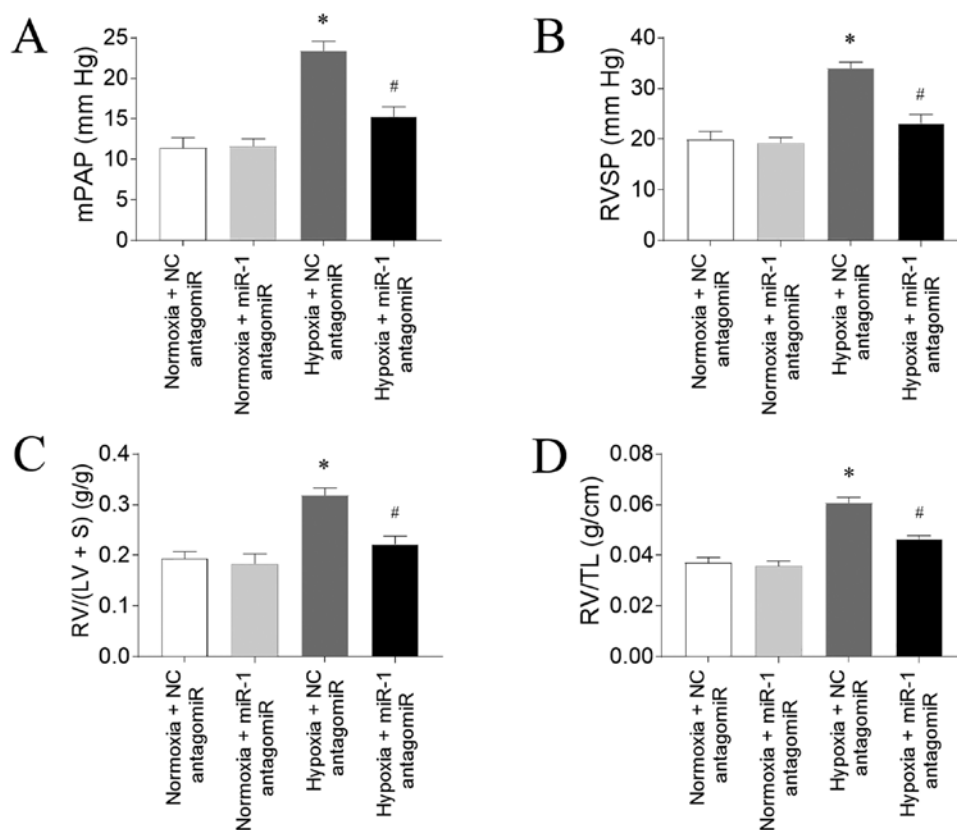 A
mPAP (mm Hg)
25
20
15
10
5
0
*
#
Normoxia + NC
antagomiR
Normoxia + miR-1
antagomiR
Hypoxia + NC
antagomiR
Hypoxia + miR-1
antagomiR
B
RVSP (mm Hg)
40
30
20
10
0
*
#
Normoxia + NC
antagomiR
Normoxia + miR-1
antagomiR
Hypoxia + NC
antagomiR
Hypoxia + miR-1
antagomiR
C
RV/(LV + S) (g/g)
0.4
0.3
0.2
0.1
0.0
*
#
Normoxia + NC
antagomiR
Normoxia + miR-1
antagomiR
Hypoxia + NC
antagomiR
Hypoxia + miR-1
antagomiR
D
RV/TL (g/cm)
0.08
0.06
0.04
0.02
0.00
*
#
Normoxia + NC
antagomiR
Normoxia + miR-1
antagomiR
Hypoxia + NC
antagomiR
Hypoxia + miR-1
antagomiR